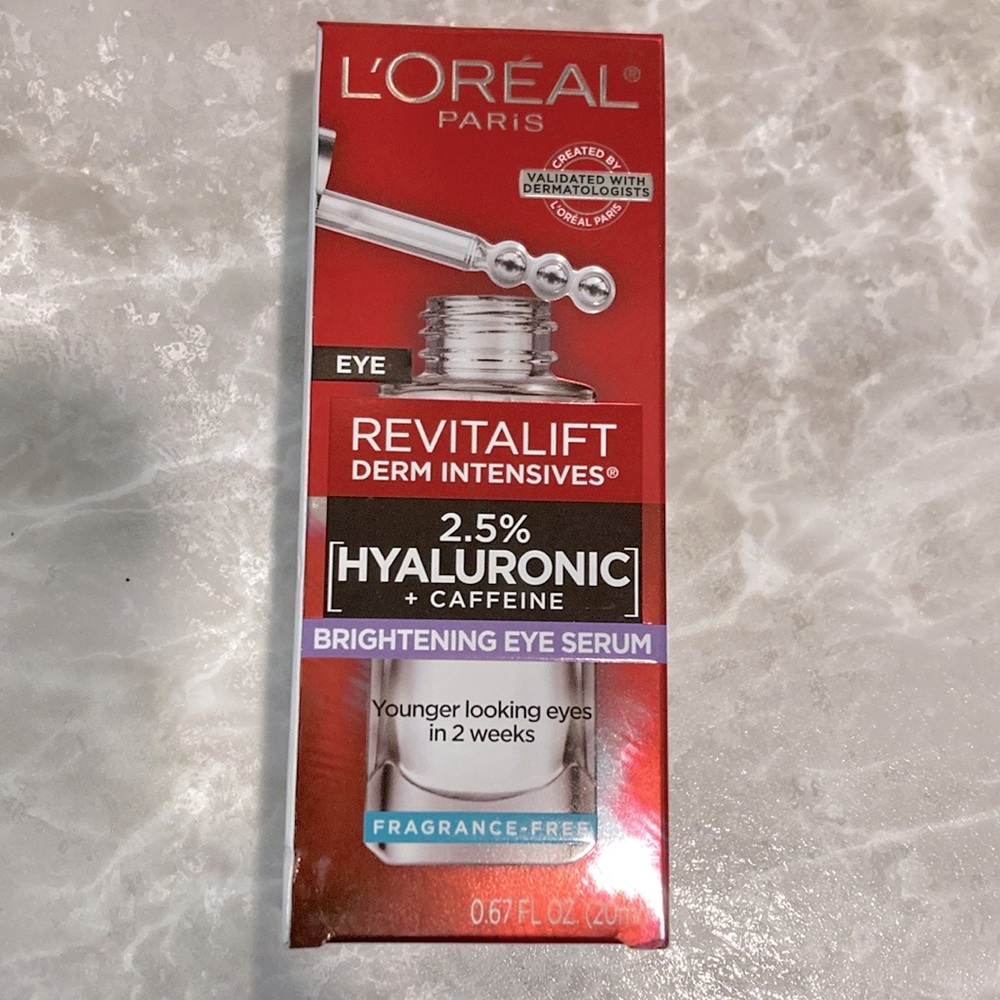 L'ORÉAL®
PARiS
CREATED BY
VALIDATED WITH
DERMATOLOGISTS
L'ORÉAL PARIS
EYE
REVITALIFT
DERM INTENSIVES®
2.5%
[HYALURONIC]
+ CAFFEINE
BRIGHTENING EYE SERUM
Younger looking eyes
in 2 weeks
FRAGRANCE-FREE
0.67 FL OZ. (20ml